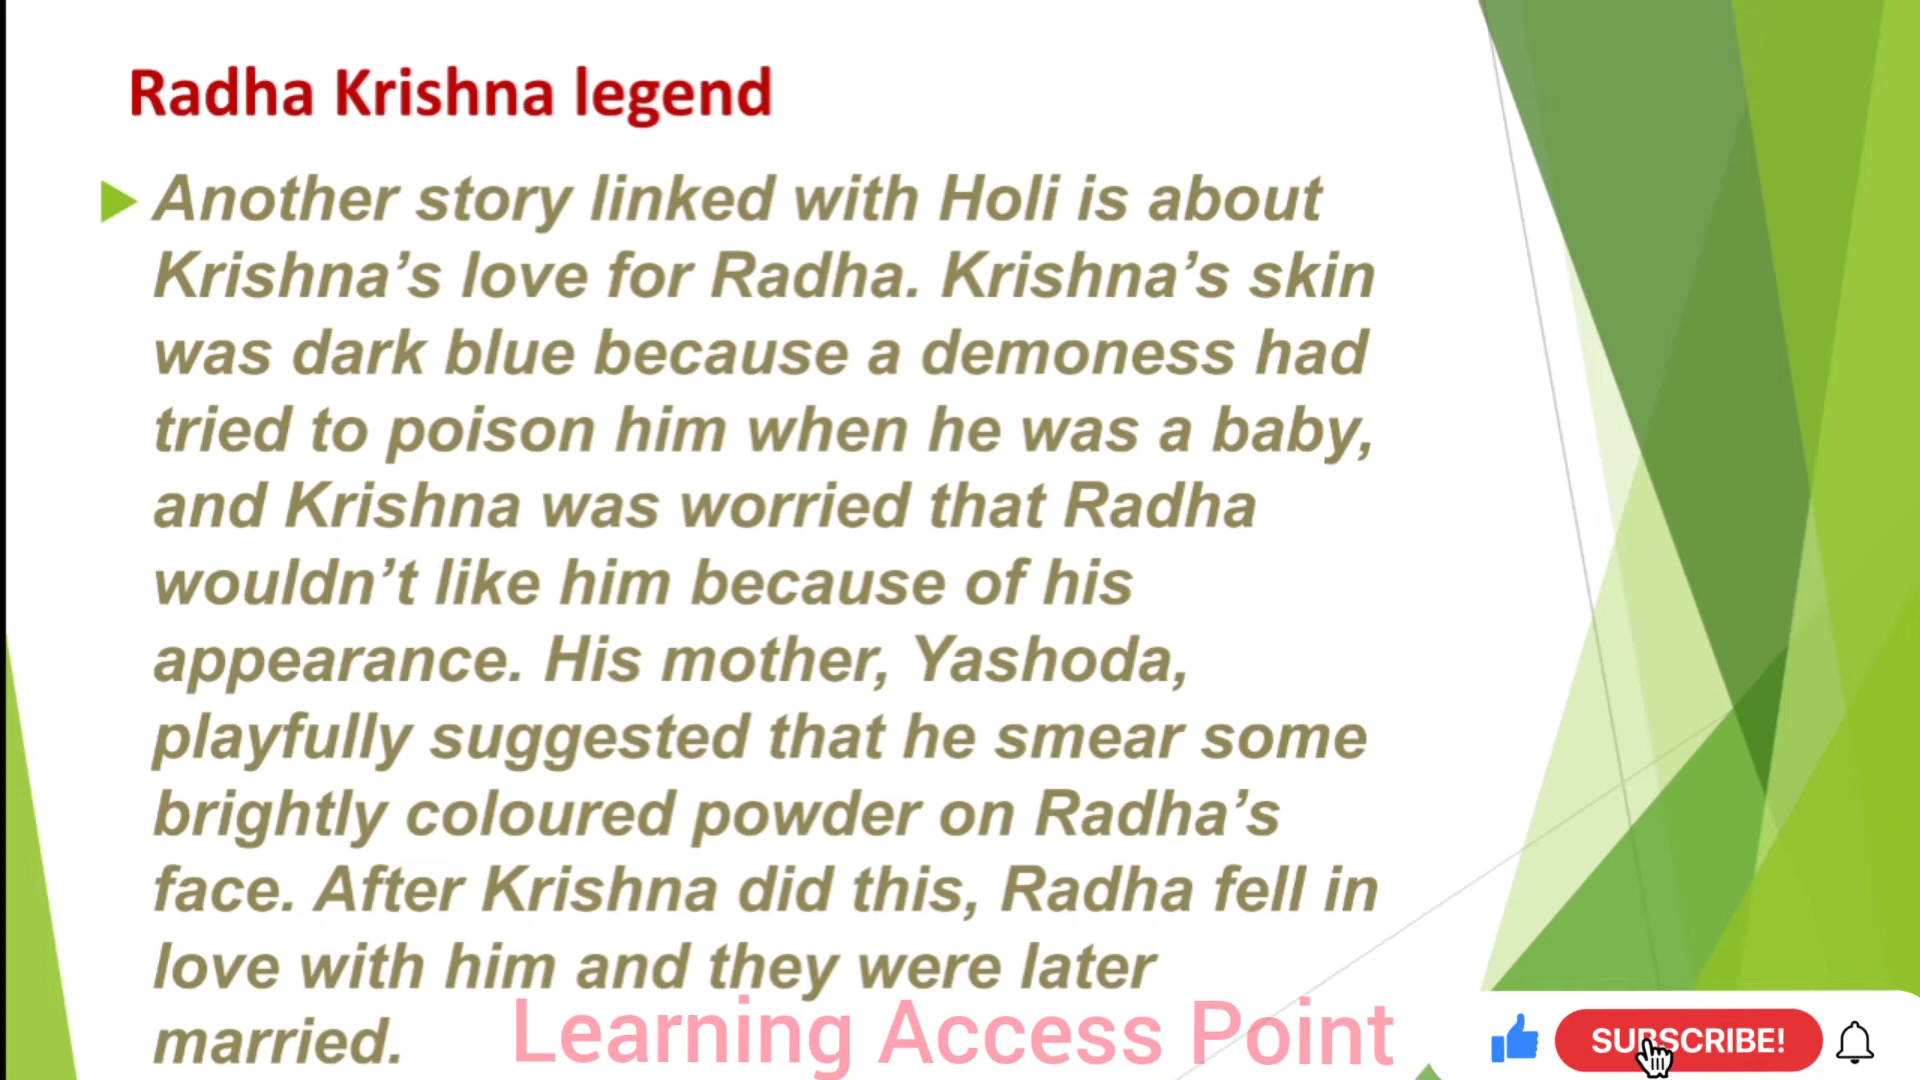 Radha Krishna legend
Another story linked with Holi is about
Krishna’s love for Radha. Krishna’s skin
was dark blue because a demoness had
tried to poison him when he was a baby,
and Krishna was worried that Radha
wouldn’t like him because of his
appearance. His mother, Yashoda,
playfully suggested that he smear some
brightly coloured powder on Radha’s
face. After Krishna did this, Radha fell in
love with him and they were later
married.
Learning Access Point
SUBSCRIBE!